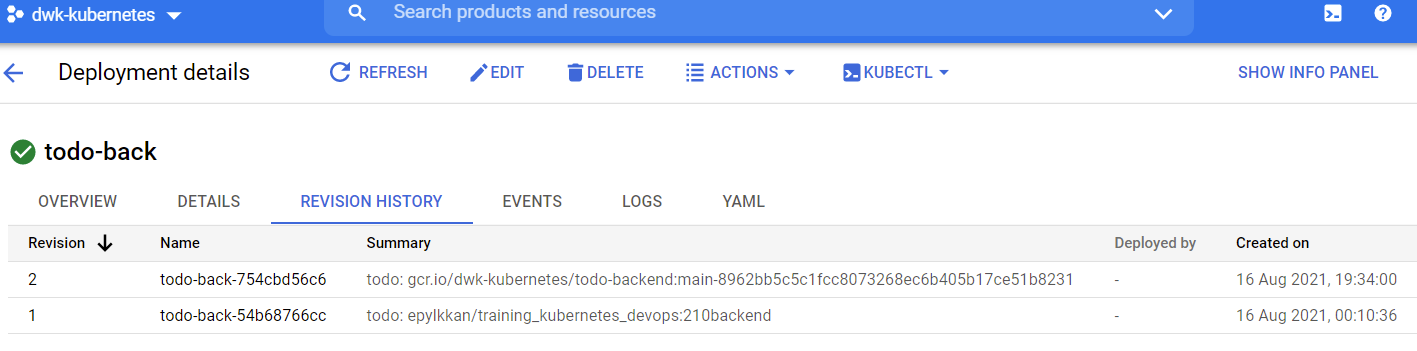 dwk-kubernetes Search products and resources
Deployment details REFRESH EDIT DELETE ACTIONS KUBECTL SHOW INFO PANEL
todo-back
OVERVIEW DETAILS REVISION HISTORY EVENTS LOGS YAML
Revision Name Summary Deployed by Created on
2 todo-back-754cbd56c6 todo: gcr.io/dwk-kubernetes/todo-backend:main-8962bb5c5c1fcc8073268ec6b405b17ce51b8231 - 16 Aug 2021, 19:34:00
1 todo-back-54b68766cc todo: epylkkan/training_kubernetes_devops:210backend - 16 Aug 2021, 00:10:36